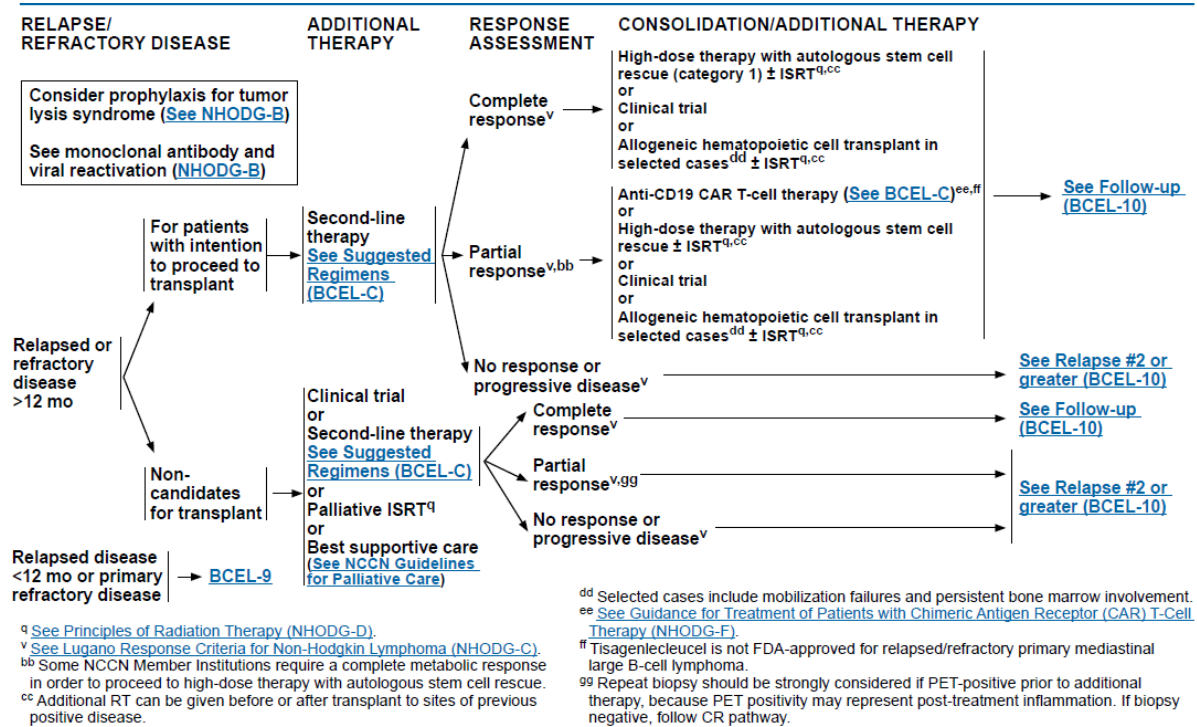 RELAPSE/
REFRACTORY DISEASE
ADDITIONAL
THERAPY
RESPONSE
ASSESSMENT
CONSOLIDATION/ADDITIONAL THERAPY
Consider prophylaxis for tumor
lysis syndrome (See NHODG-B)
See monoclonal antibody and
viral reactivation (NHODG-B)
Relapsed or
refractory
disease
>12 mo
For patients
with intention
to proceed to
transplant
Second-line
therapy
See Suggested
Regimens
(BCEL-C)
Complete
responsev
High-dose therapy with autologous stem cell
rescue (category 1) ± ISRTq,cc
or
Clinical trial
or
Allogeneic hematopoietic cell transplant in
selected casesdd ± ISRTq,cc
Partial
responsev,bb
Anti-CD19 CAR T-cell therapy (See BCEL-C)ee,ff
or
High-dose therapy with autologous stem cell
rescue ± ISRTq,cc
or
Clinical trial
or
Allogeneic hematopoietic cell transplant in
selected casesdd ± ISRTq,cc
See Follow-up
(BCEL-10)
No response or
progressive diseasev
See Relapse #2 or
greater (BCEL-10)
Non-
candidates
for transplant
Clinical trial
or
Second-line therapy
See Suggested
Regimens (BCEL-C)
or
Palliative ISRTq
or
Best supportive care
(See NCCN Guidelines
for Palliative Care)
Complete
responsev
See Follow-up
(BCEL-10)
Partial
responsev,gg
No response or
progressive diseasev
See Relapse #2 or
greater (BCEL-10)
Relapsed disease
<12 mo or primary
refractory disease
BCEL-9
q See Principles of Radiation Therapy (NHODG-D).
v See Lugano Response Criteria for Non-Hodgkin Lymphoma (NHODG-C).
bb Some NCCN Member Institutions require a complete metabolic response
in order to proceed to high-dose therapy with autologous stem cell rescue.
cc Additional RT can be given before or after transplant to sites of previous
positive disease.
dd Selected cases include mobilization failures and persistent bone marrow involvement.
ee See Guidance for Treatment of Patients with Chimeric Antigen Receptor (CAR) T-Cell
Therapy (NHODG-F).
ff Tisagenlecleucel is not FDA-approved for relapsed/refractory primary mediastinal
large B-cell lymphoma.
gg Repeat biopsy should be strongly considered if PET-positive prior to additional
therapy, because PET positivity may represent post-treatment inflammation. If biopsy
negative, follow CR pathway.